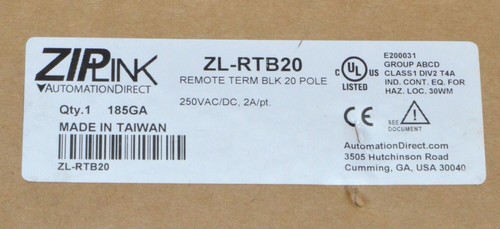 ZIPLINK
AUTOMATIONDIRECT
Qty.1 185GA
MADE IN TAIWAN
ZL-RTB20
ZL-RTB20
REMOTE TERM BLK 20 POLE
250VAC/DC, 2A/pt.
C UL US
LISTED
E200031
GROUP ABCD
CLASS1 DIV2 T4A
IND. CONT. EQ. FOR
HAZ. LOC. 30WM
CE
SEE
DOCUMENT
AutomationDirect.com
3505 Hutchinson Road
Cumming, GA, USA 30040